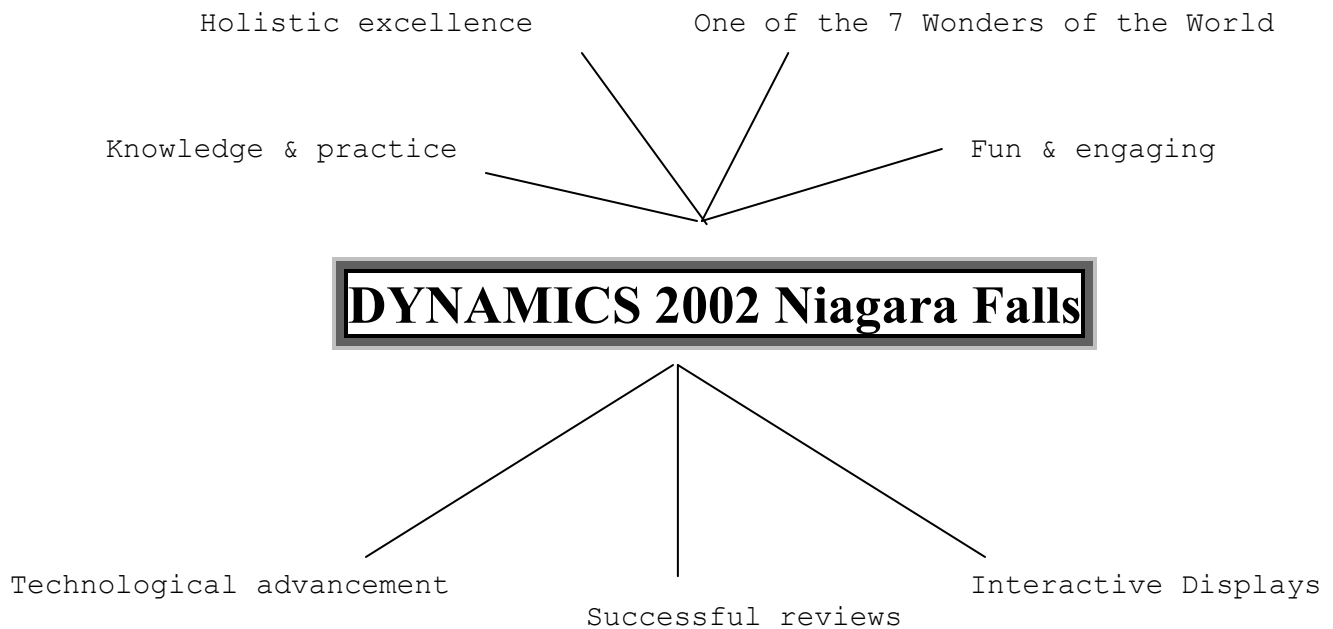 Holistic excellence
One of the 7 Wonders of the World
Knowledge & practice
Fun & engaging
DYNAMICS 2002 Niagara Falls
Technological advancement
Interactive Displays
Successful reviews